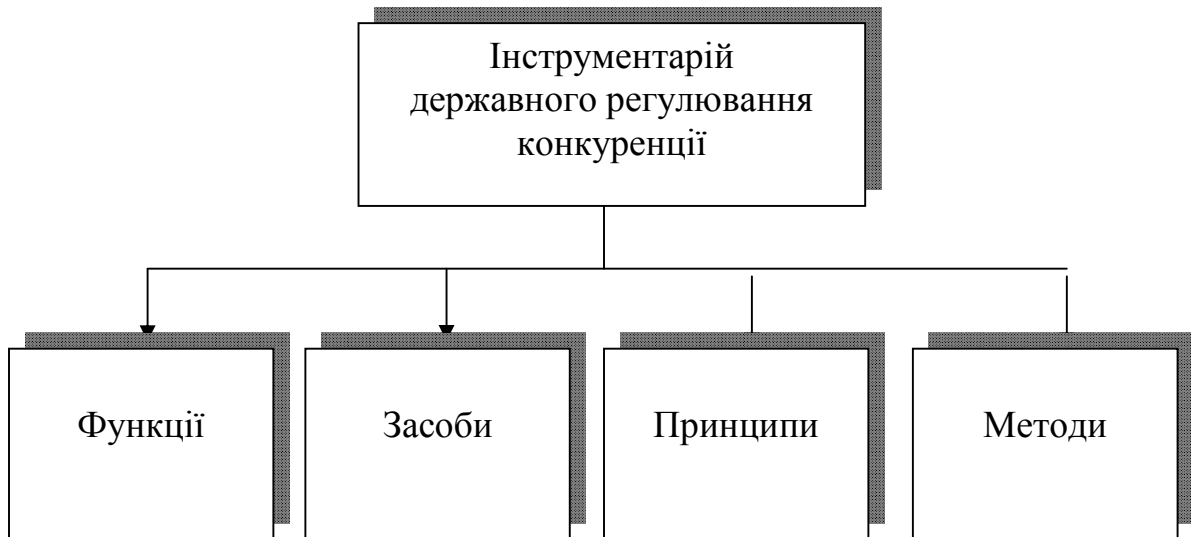 Інструментарій
державного регулювання
конкуренції
Функції
Засоби
Принципи
Методи